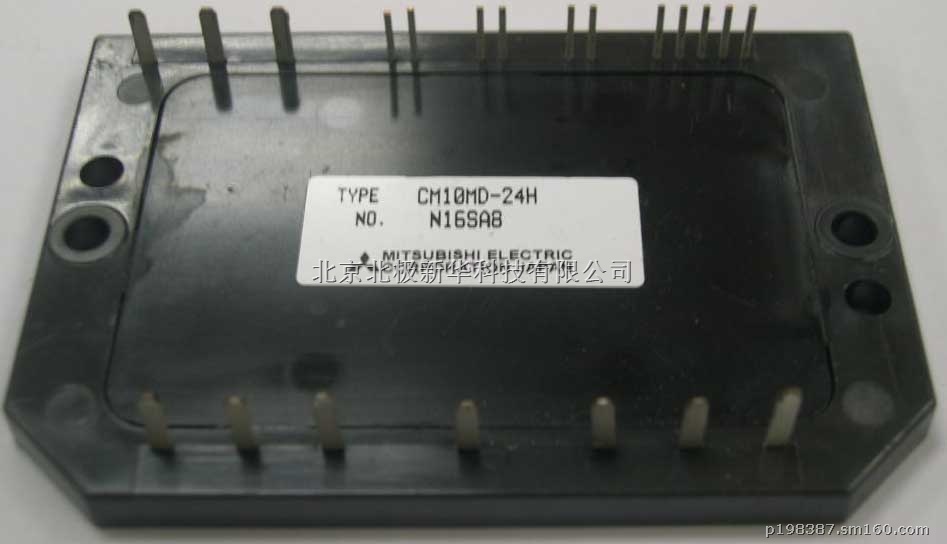 TYPE CM10MD-24H
NO. N16SA8
MITSUBISHI ELECTRIC
北京北极新华科技有限公司
p198387.sm160.com